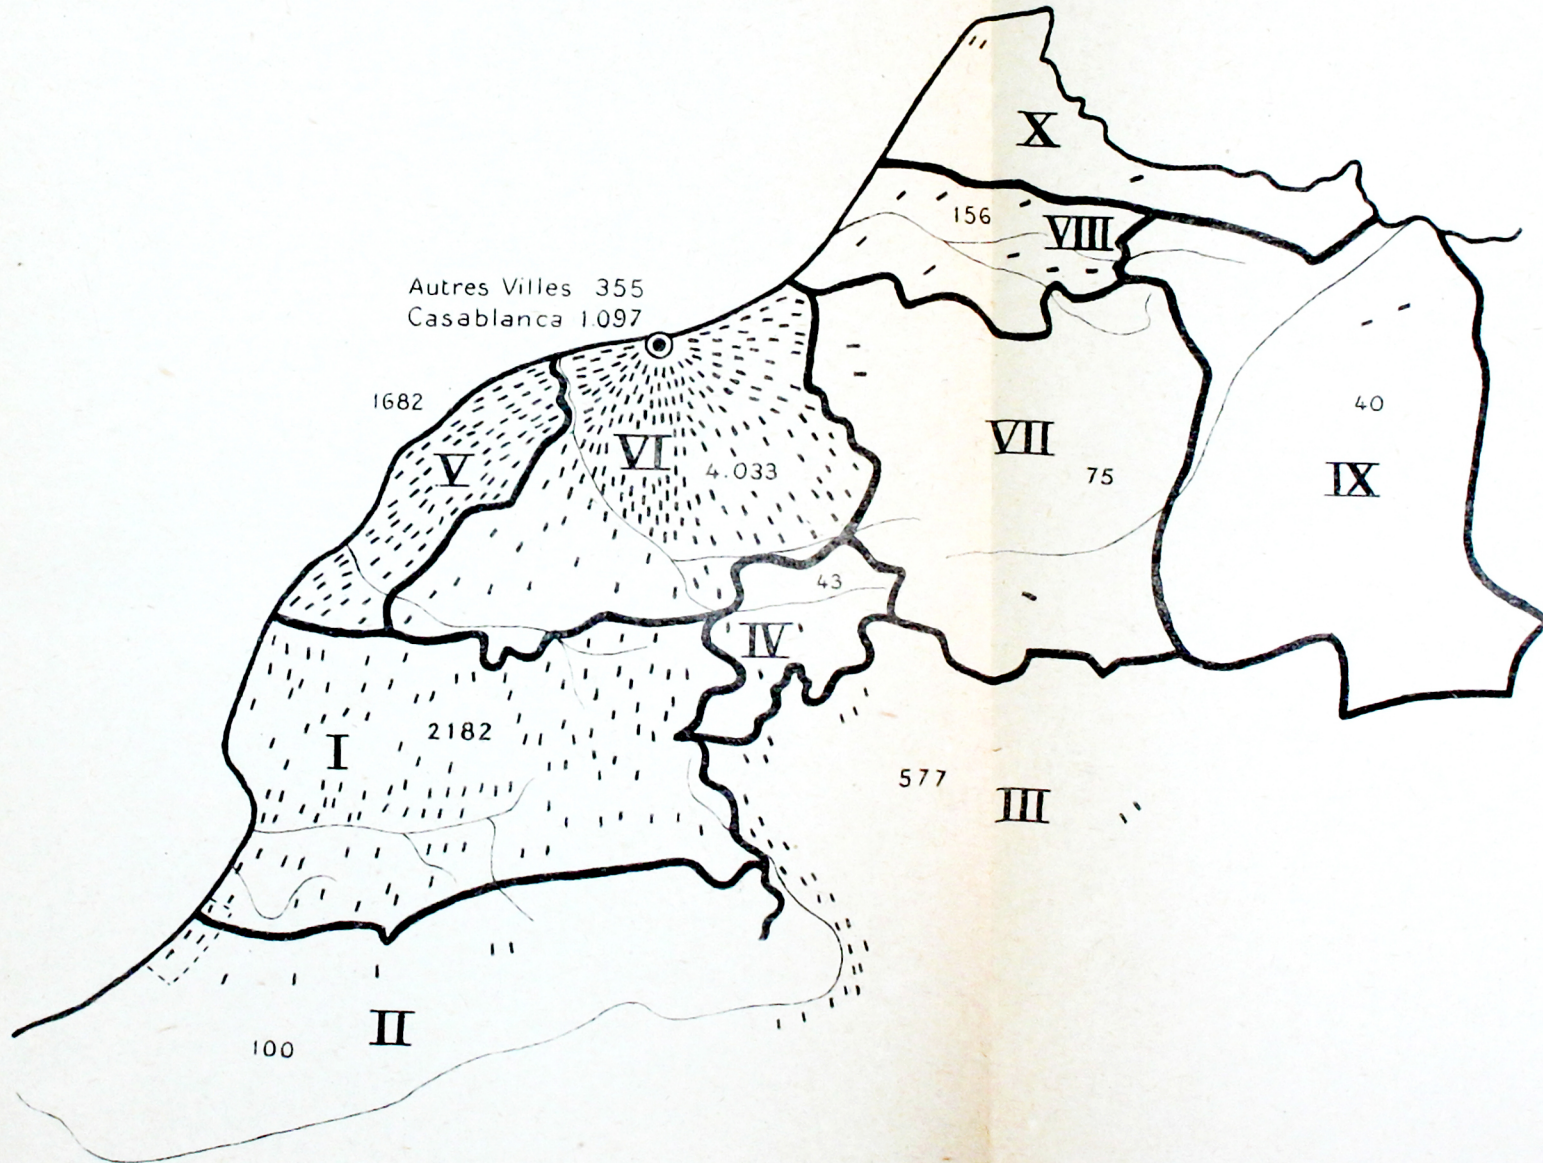 X
156
VIII
Autres Villes 355
Casablanca 1.097
1682
40
VII
V
VI
4.033
75
IX
43
IV
2182
I
577
III
II
100